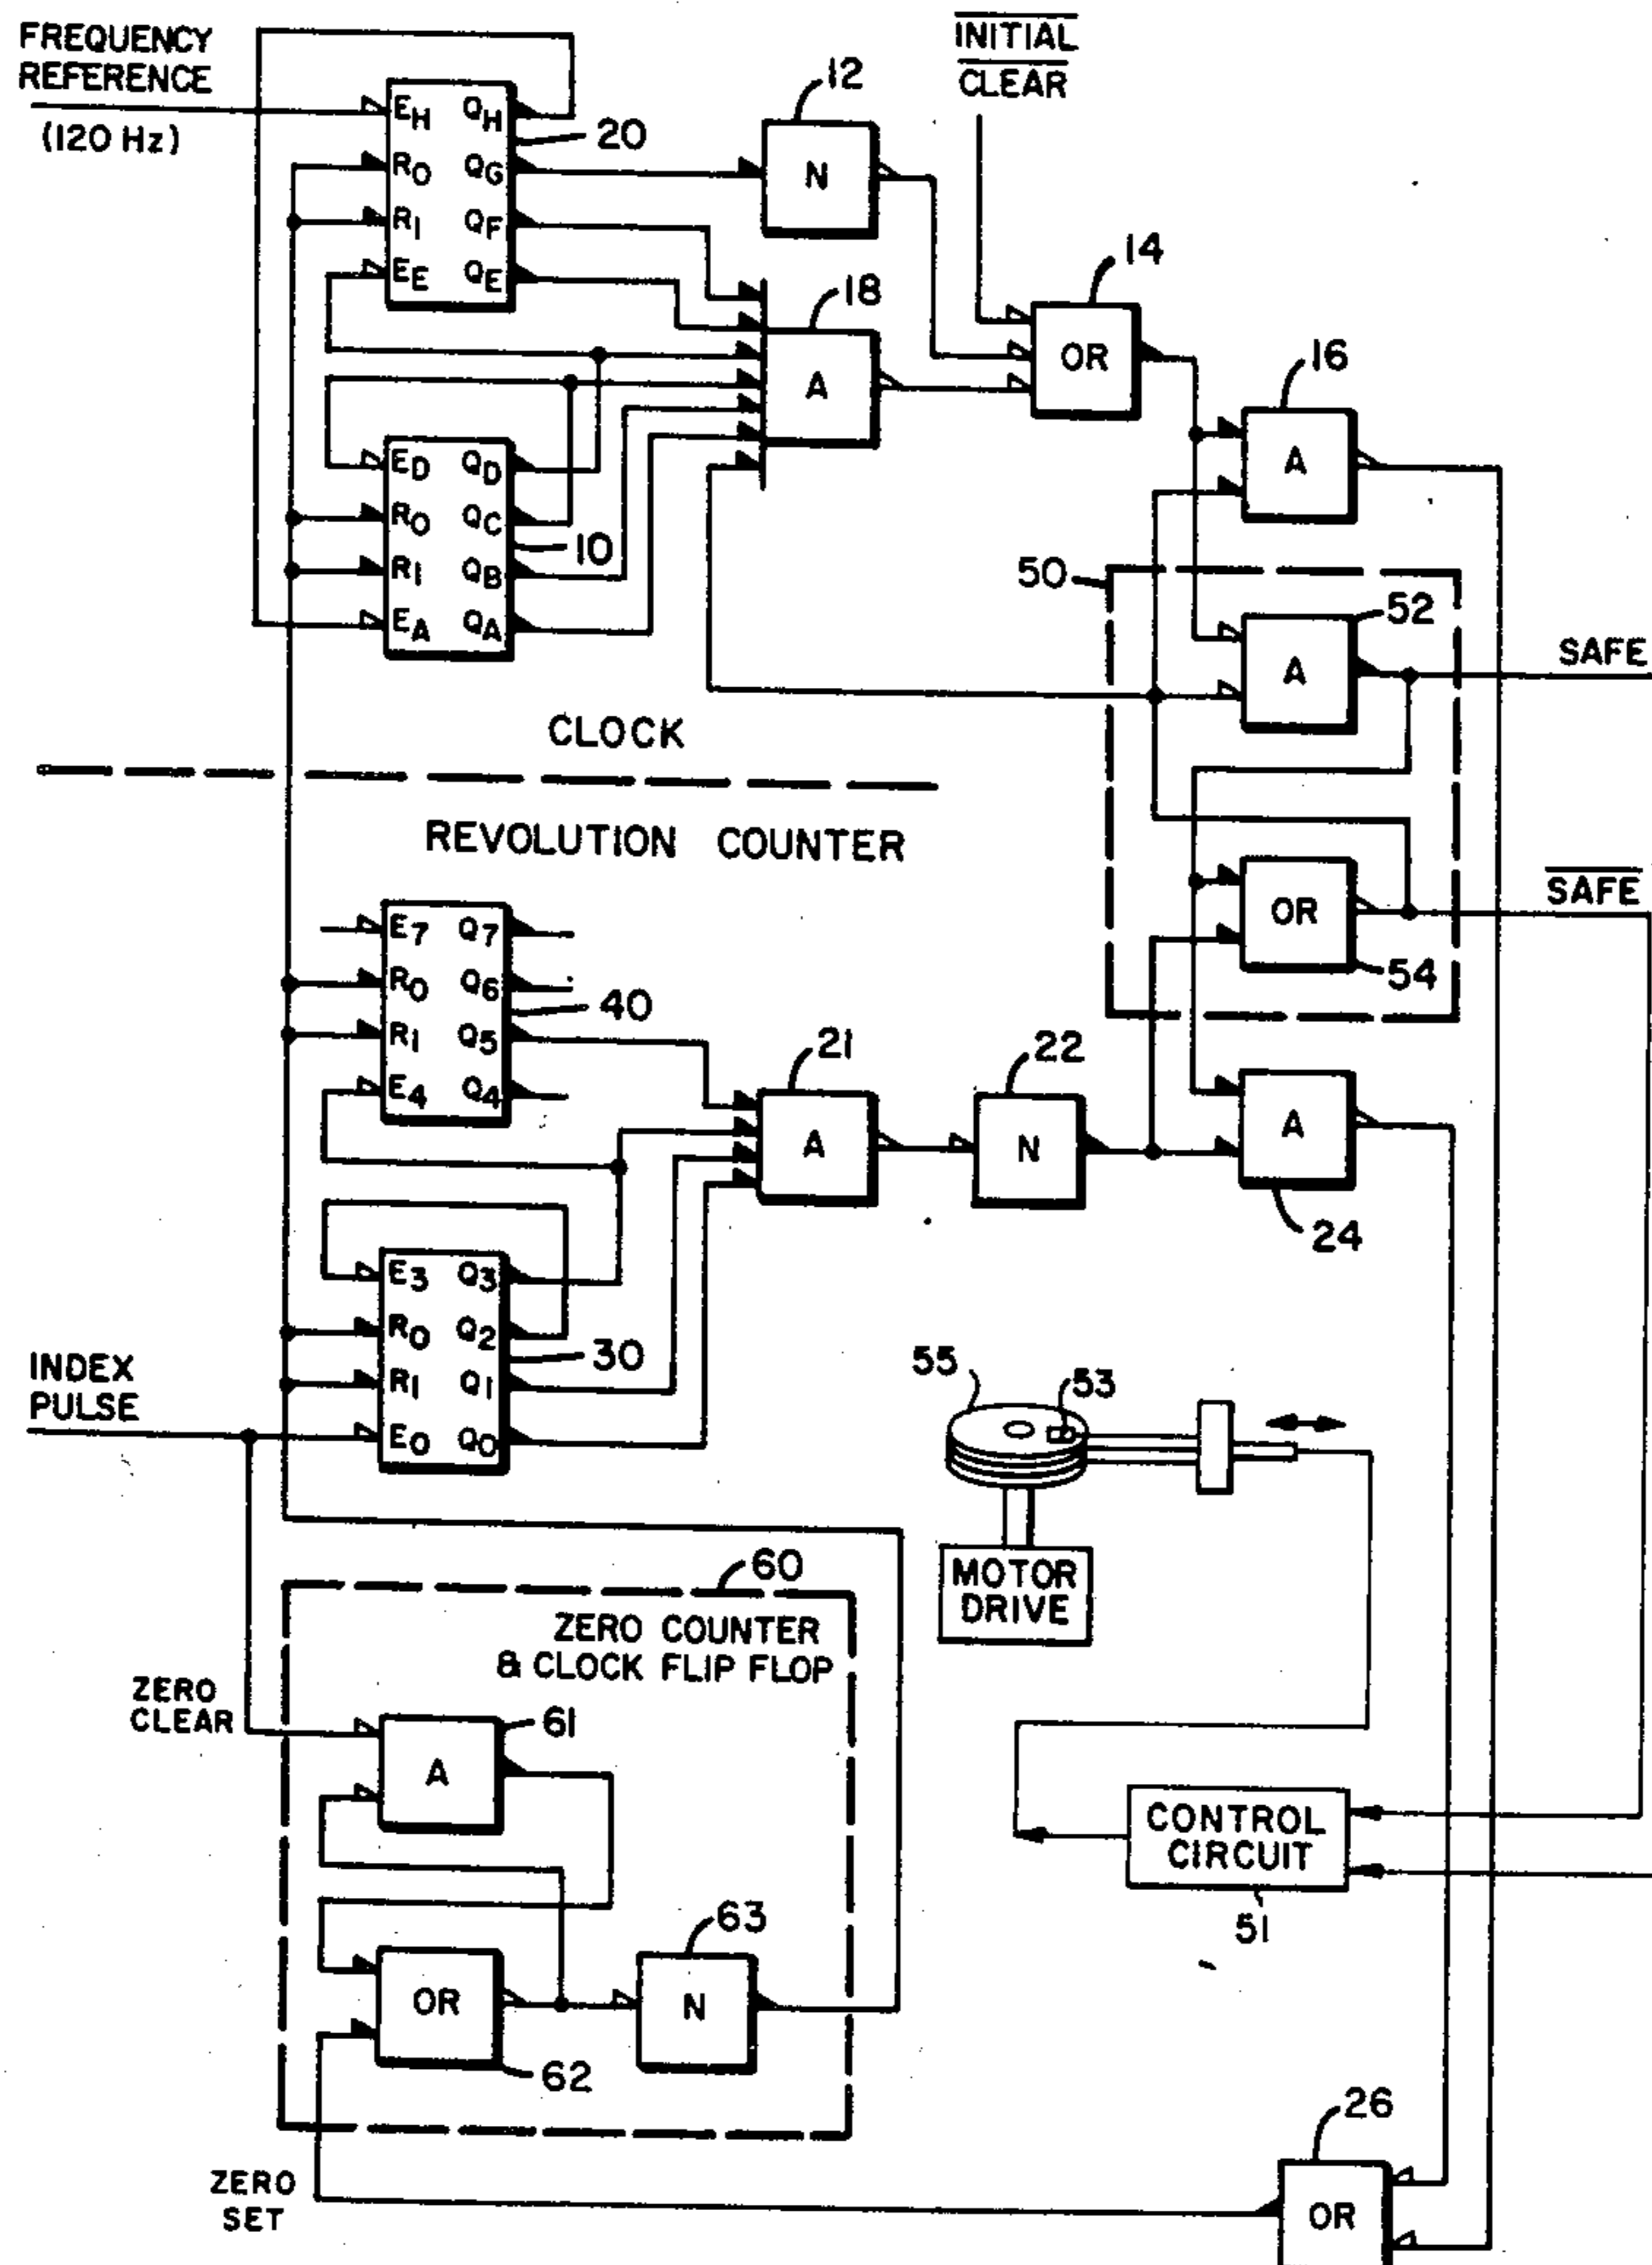 FREQUENCY
REFERENCE
(120 Hz)
INITIAL
CLEAR
EH QH
20
RO QG
RI QF
EE QE
12
N
14
OR
18
A
16
A
ED QD
RO QC
10
RI QB
EA QA
50
52
A
SAFE
CLOCK
REVOLUTION COUNTER
OR
54
SAFE
E7 Q7
RO Q6
40
RI Q5
E4 Q4
21
A
22
N
A
24
E3 Q3
RO Q2
30
RI Q1
EO QO
INDEX
PULSE
55
53
MOTOR
DRIVE
60
ZERO COUNTER
& CLOCK FLIP FLOP
ZERO
CLEAR
61
A
CONTROL
CIRCUIT
51
63
OR
N
62
26
ZERO
SET
OR